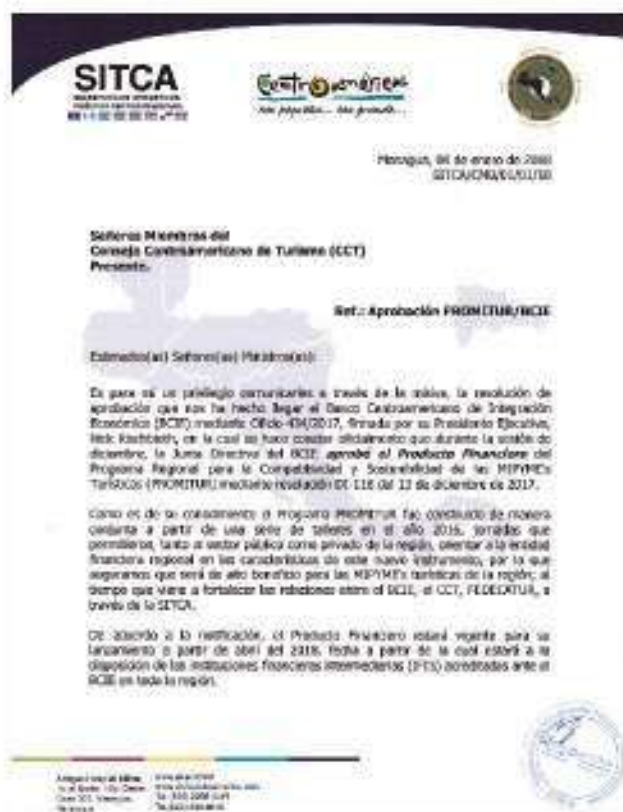 SITCA
Centroamérica
Managua, 08 de enero de 2018
Señores Miembros del
Consejo Centroamericano de Turismo (CCT)
Presente.
Ref.: Aprobación PROMITUR/BCIE
Estimados(as) Señores(as) Ministros(as):
Es para mí un privilegio comunicarles a través de la misiva, la resolución de
aprobación que nos ha hecho llegar el Banco Centroamericano de Integración
Económico (BCIE) mediante Oficio-434/2017, firmada por su Presidente Ejecutivo,
Nick Rischbieth, en la cual se hace constar oficialmente que durante la sesión de
diciembre, la Junta Directiva del BCIE aprobó el Producto Financiero del
Programa Regional para la Competitividad y Sostenibilidad de las MIPYME's
Turísticas (PROMITUR) mediante resolución DI-116 del 13 de diciembre de 2017.
Como es de su conocimiento el Programa PROMITUR fue construido de manera
conjunta a partir de una serie de talleres en el año 2016, jornadas que
permitieron, tanto al sector público como privado de la región, orientar a la entidad
financiera regional en las características de este nuevo instrumento, por lo que
aseguramos que será de alto beneficio para las MIPYME's turísticas de la región; al
tiempo que viene a fortalecer las relaciones entre el BCIE, el CCT, FEDECATUR, a
través de la SITCA.
De acuerdo a la notificación, el Producto Financiero estará vigente para su
lanzamiento a partir de abril del 2018, fecha a partir de la cual estará a la
disposición de las instituciones financieras intermediarias (IFIs) acreditadas ante el
BCIE en toda la región.